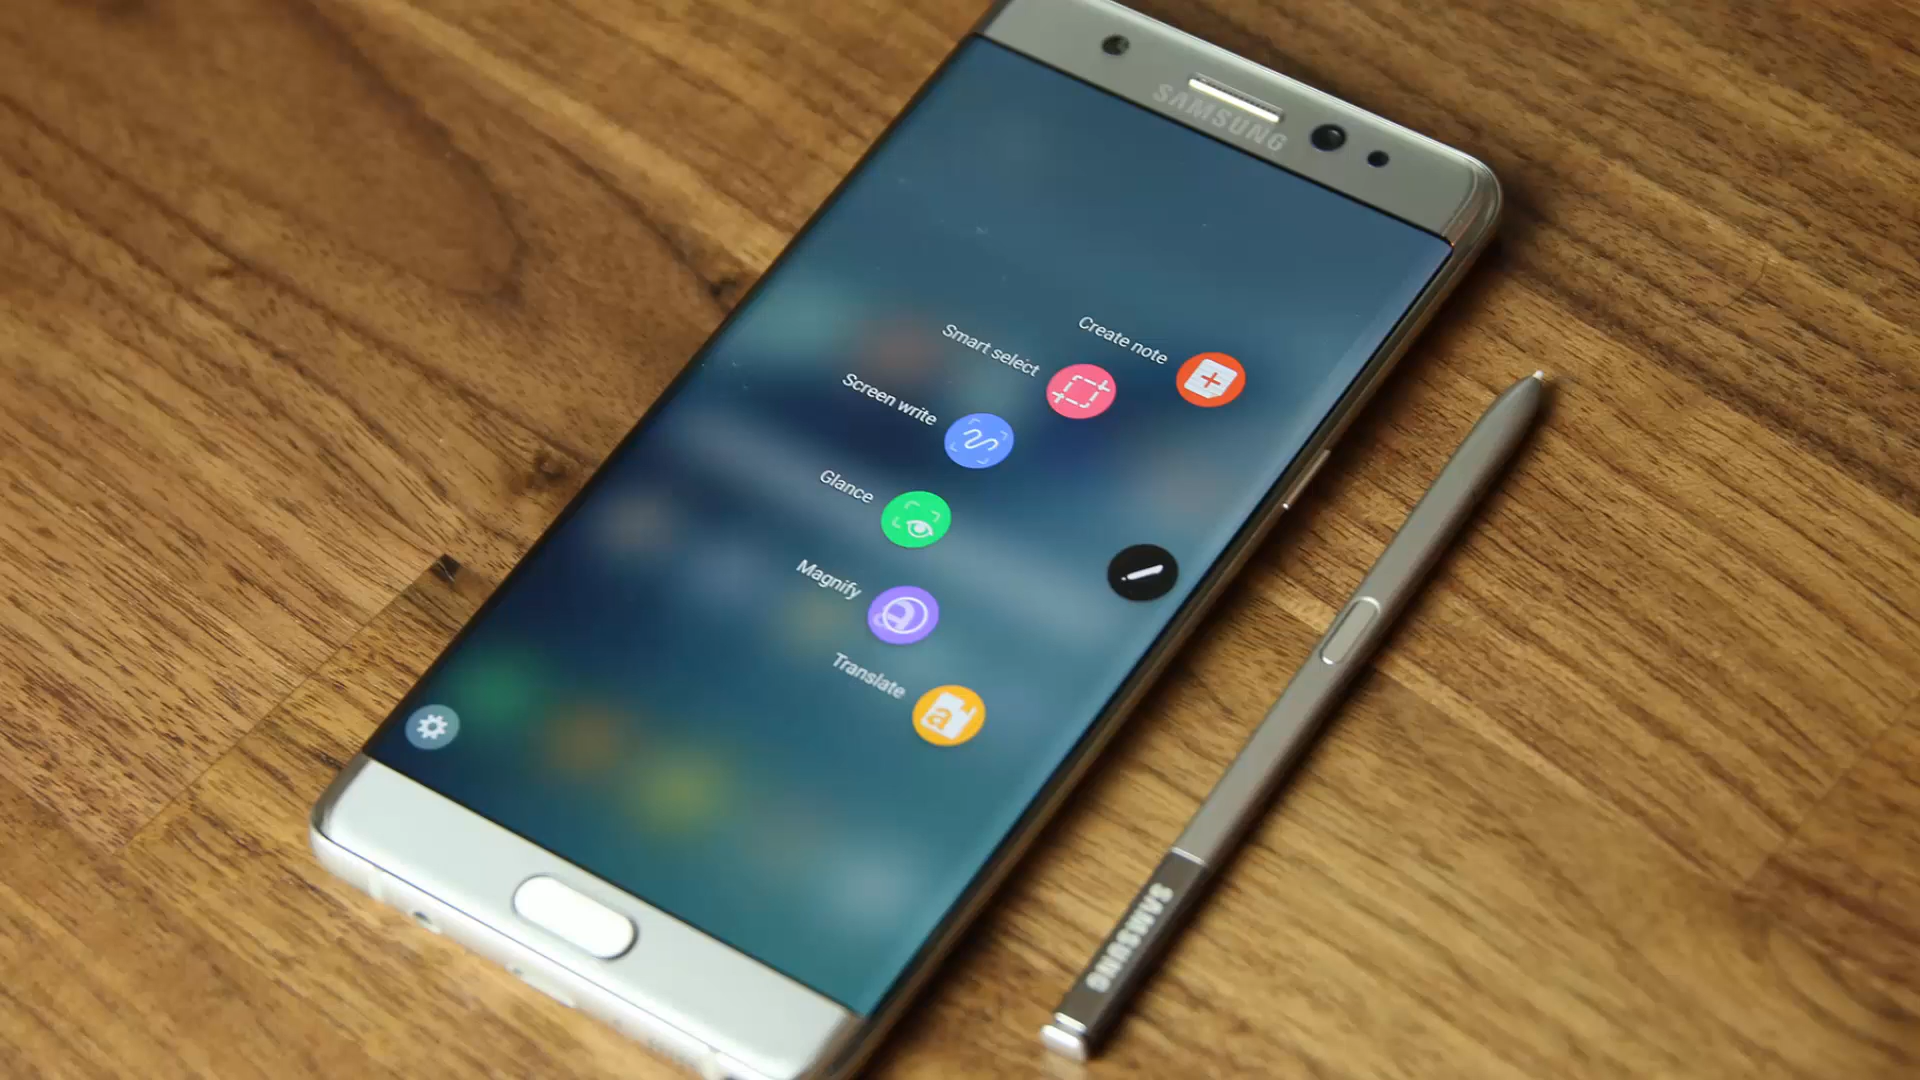 SAMSUNG
Create note
Smart select
Screen write
Glance
Magnify
Translate
SAMSUNG